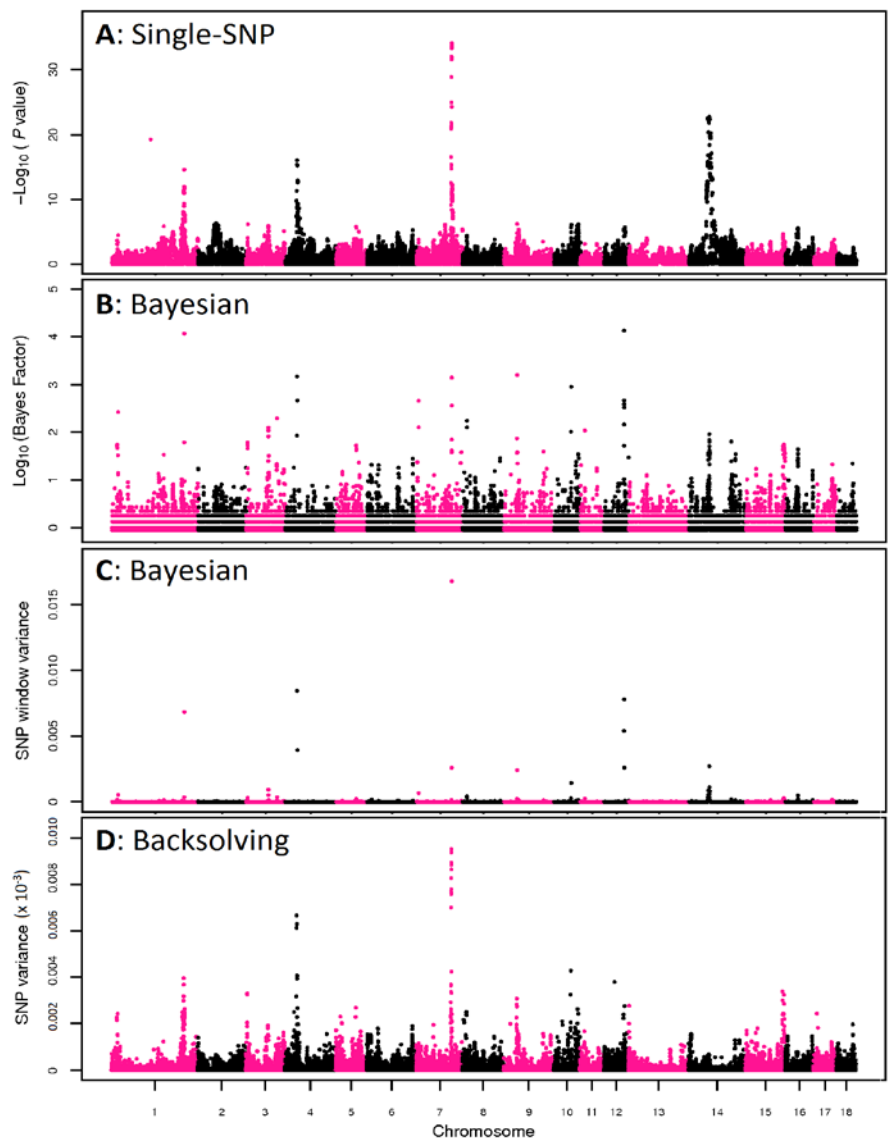 A: Single-SNP
−Log10 ( P value)
30
20
10
0
B: Bayesian
Log10 (Bayes Factor)
5
4
3
2
1
0
C: Bayesian
SNP window variance
0.015
0.010
0.005
0
D: Backsolving
SNP variance (x 10-3)
0.010
0.008
0.006
0.004
0.002
0
1 2 3 4 5 6 7 8 9 10 11 12 13 14 15 16 17 18
Chromosome